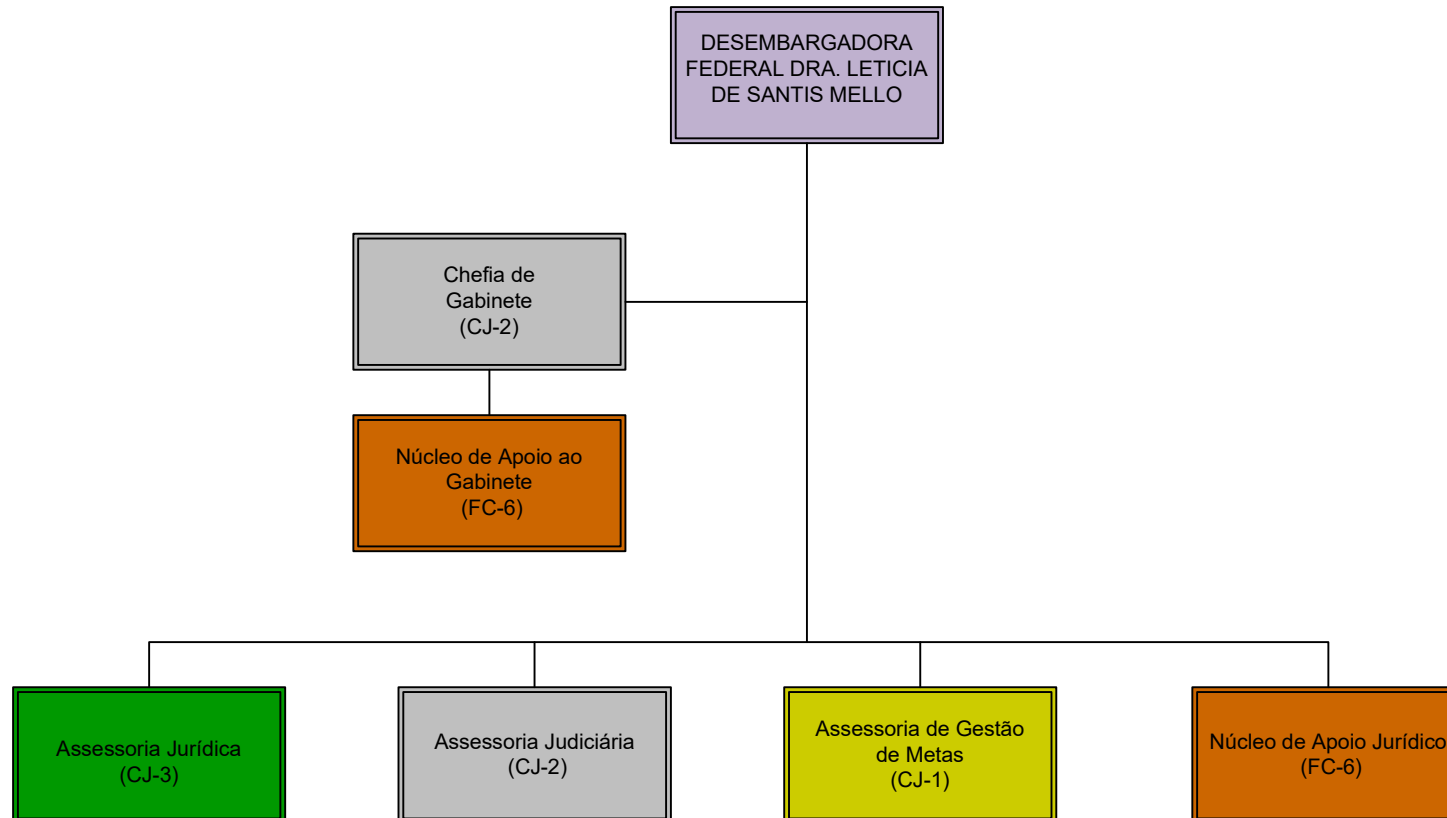 DESEMBARGADORA
FEDERAL DRA. LETICIA
DE SANTIS MELLO
Chefia de
Gabinete
(CJ-2)
Núcleo de Apoio ao
Gabinete
(FC-6)
Assessoria Jurídica
(CJ-3)
Assessoria Judiciária
(CJ-2)
Assessoria de Gestão
de Metas
(CJ-1)
Núcleo de Apoio Jurídico
(FC-6)